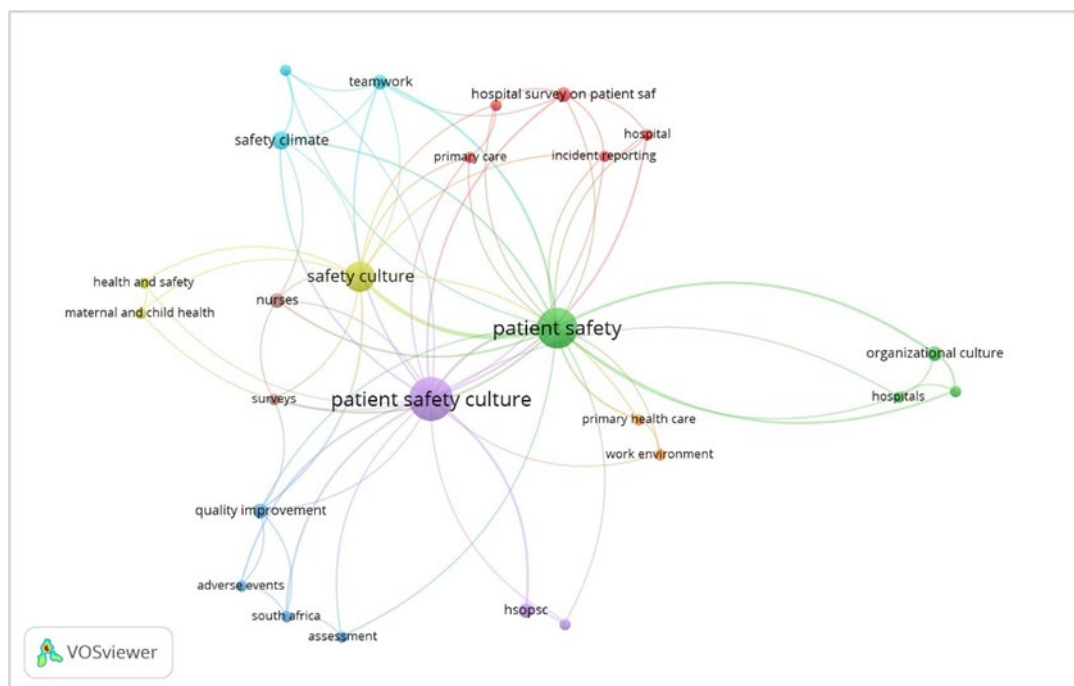 teamwork
hospital survey on patient saf
safety climate
hospital
primary care
incident reporting
safety culture
health and safety
nurses
maternal and child health
patient safety
organizational culture
hospitals
surveys
patient safety culture
primary health care
work environment
quality improvement
adverse events
south africa
hsopsc
assessment
VOSviewer